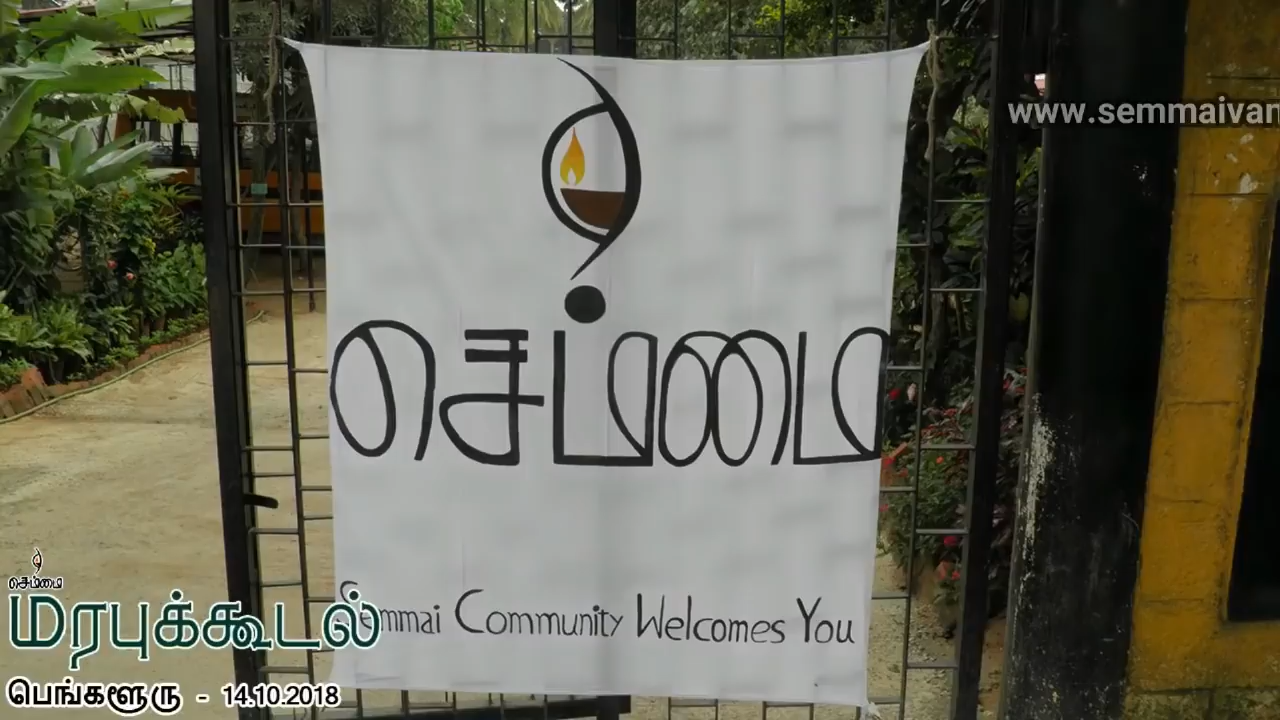 www.semmaivan
செம்மை
Semmai Community Welcomes You
செம்மை
மரபுக்கூடல்
பெங்களூரு - 14.10.2018